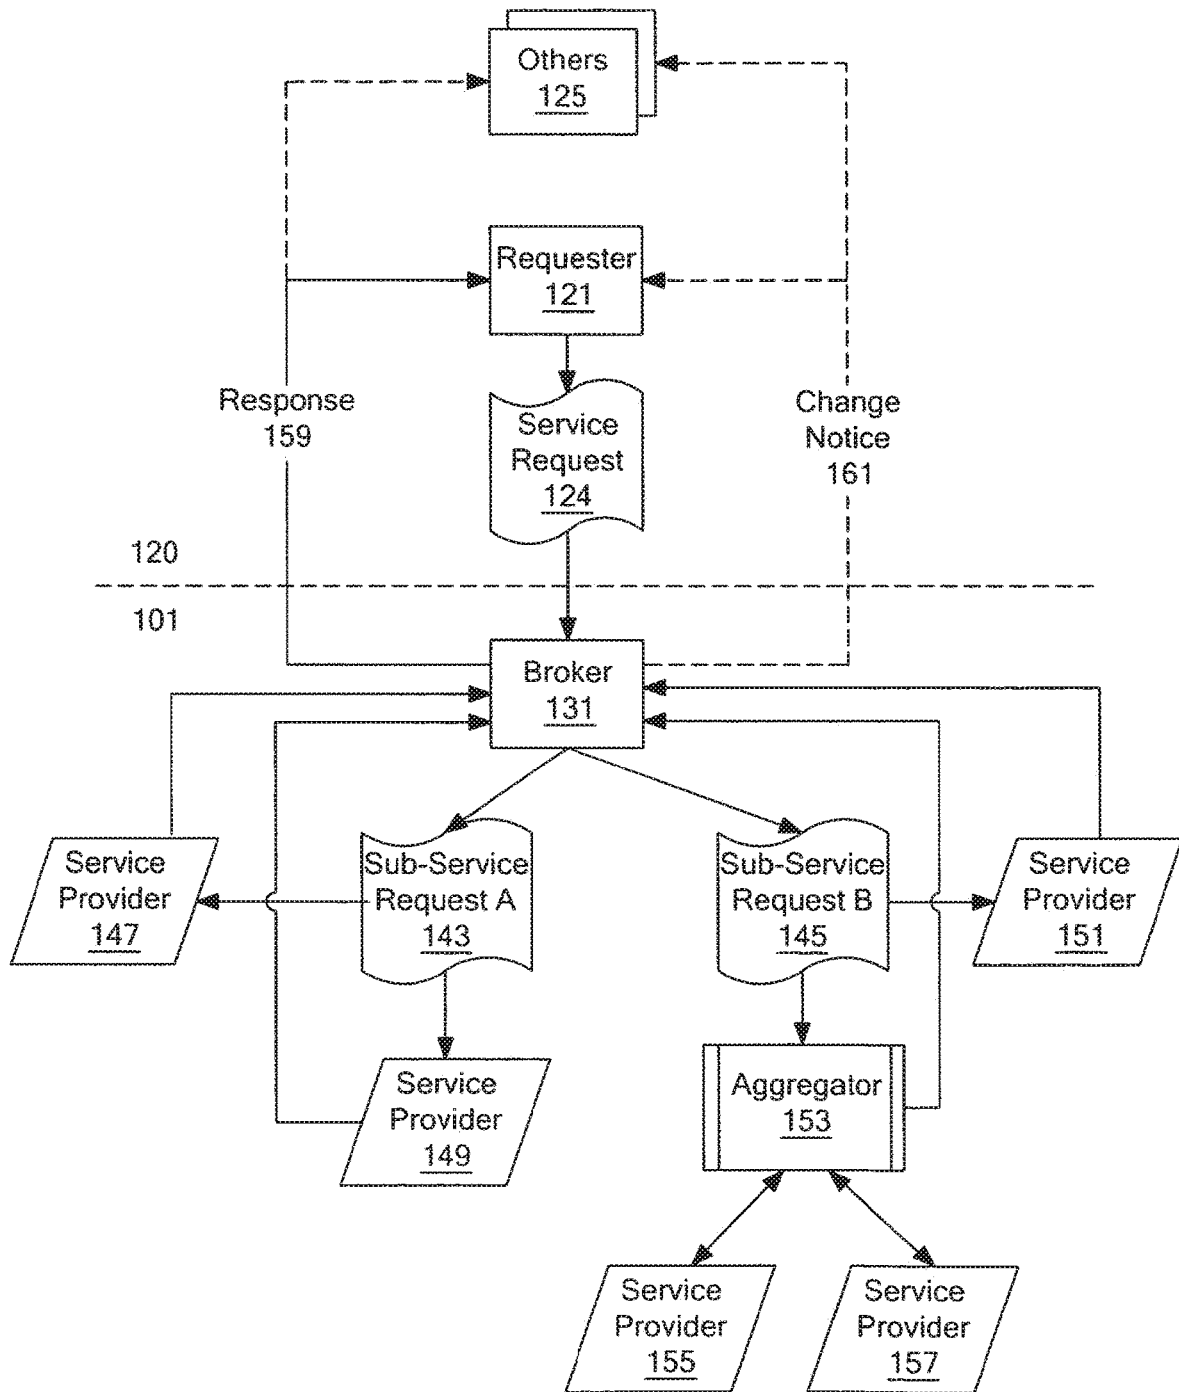 Others
125
Requester
121
Response
159
Service
Request
124
Change
Notice
161
120
101
Broker
131
Service
Provider
147
Sub-Service
Request A
143
Sub-Service
Request B
145
Service
Provider
151
Service
Provider
149
Aggregator
153
Service
Provider
155
Service
Provider
157